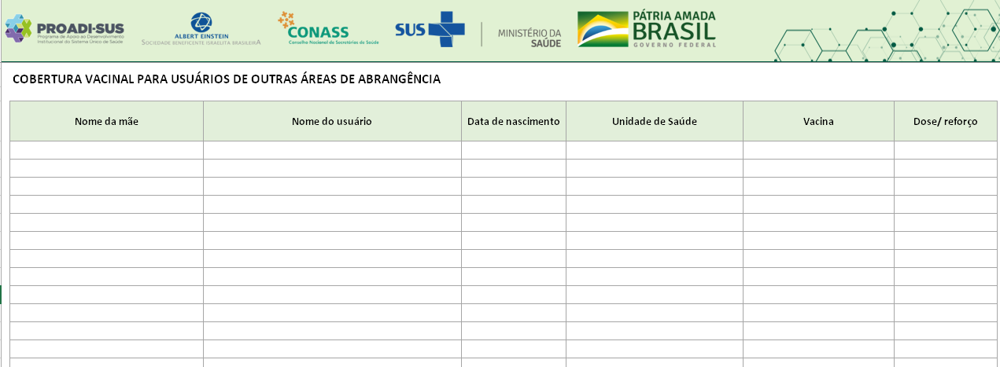 PROADI-SUS
Programa de Apoio ao Desenvolvimento
Institucional do Sistema Único de Saúde
ALBERT EINSTEIN
SOCIEDADE BENEFICENTE ISRAELITA BRASILEIRA
CONASS
Conselho Nacional de Secretários de Saúde
SUS
MINISTÉRIO DA
SAÚDE
PÁTRIA AMADA
BRASIL
GOVERNO FEDERAL
COBERTURA VACINAL PARA USUÁRIOS DE OUTRAS ÁREAS DE ABRANGÊNCIA
Nome da mãe
Nome do usuário
Data de nascimento
Unidade de Saúde
Vacina
Dose/ reforço